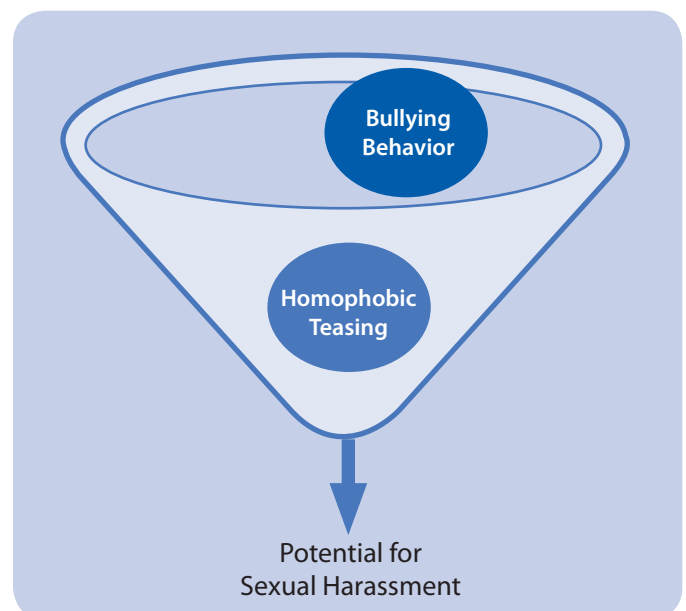 Bullying
Behavior
Homophobic
Teasing
Potential for
Sexual Harassment